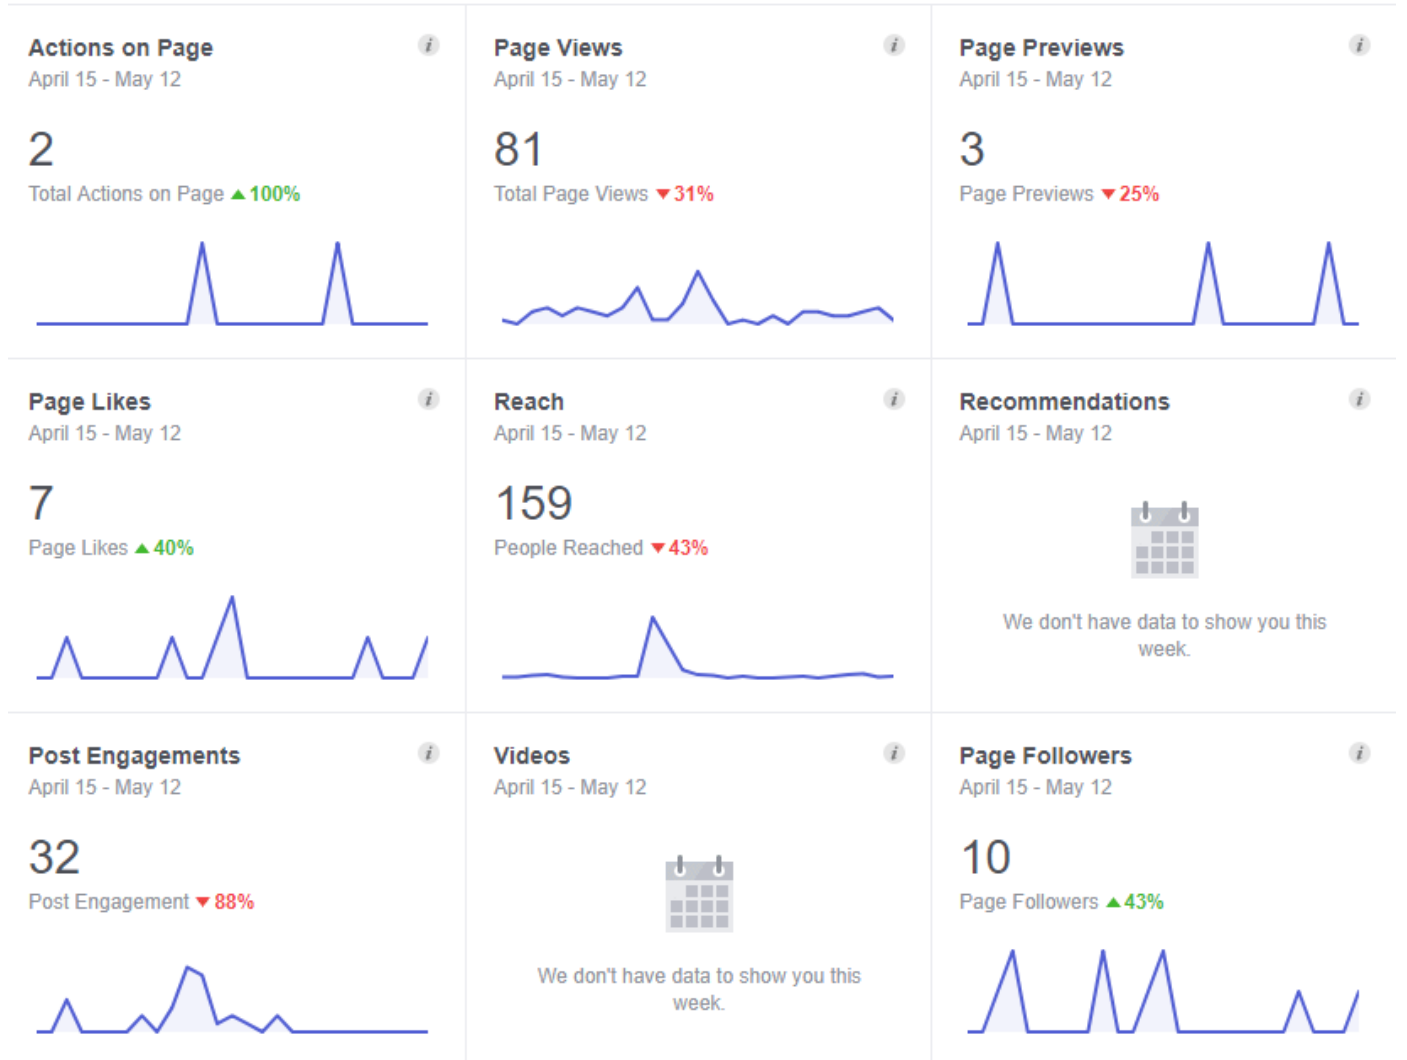 Actions on Page
April 15 - May 12
2
Total Actions on Page ▲ 100%
Page Views
April 15 - May 12
81
Total Page Views ▼ 31%
Page Previews
April 15 - May 12
3
Page Previews ▼ 25%
Page Likes
April 15 - May 12
7
Page Likes ▲ 40%
Reach
April 15 - May 12
159
People Reached ▼ 43%
Recommendations
April 15 - May 12
We don't have data to show you this
week.
Post Engagements
April 15 - May 12
32
Post Engagement ▼ 88%
Videos
April 15 - May 12
We don't have data to show you this
week.
Page Followers
April 15 - May 12
10
Page Followers ▲ 43%